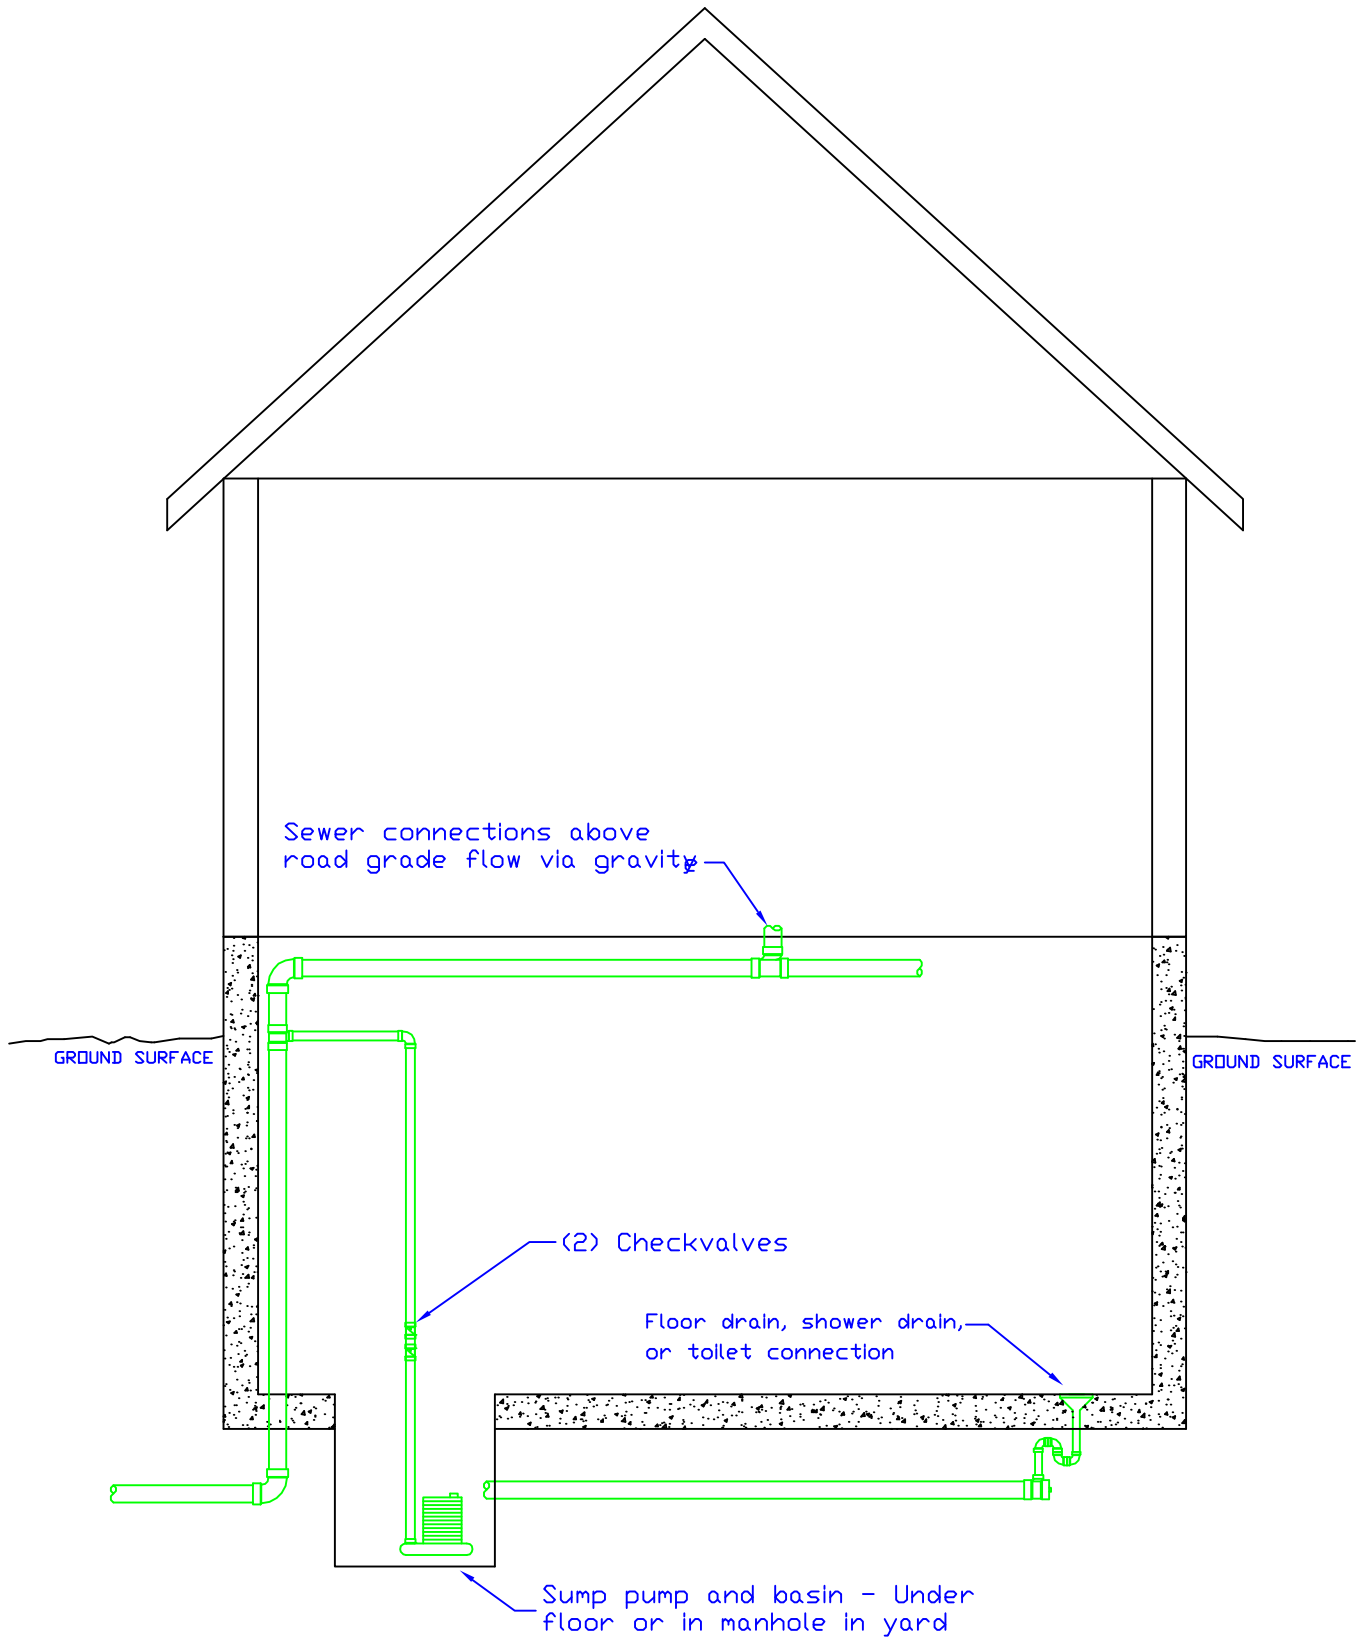 Sewer connections above
road grade flow via gravity
GROUND SURFACE
GROUND SURFACE
(2) Checkvalves
Floor drain, shower drain,
or toilet connection
Sump pump and basin - Under
floor or in manhole in yard